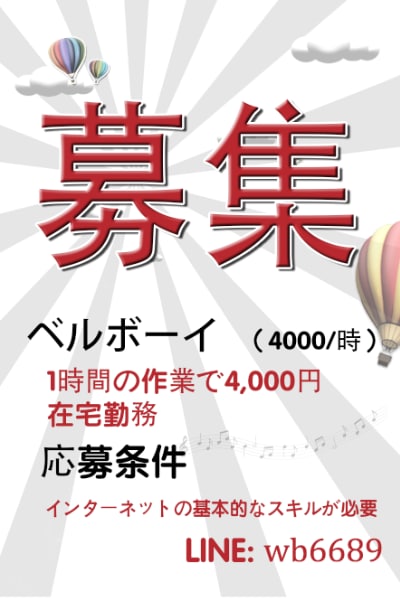 募集
ベルボーイ （4000/時）
1時間の作業で4,000円
在宅勤務
応募条件
インターネットの基本的なスキルが必要
LINE: wb6689